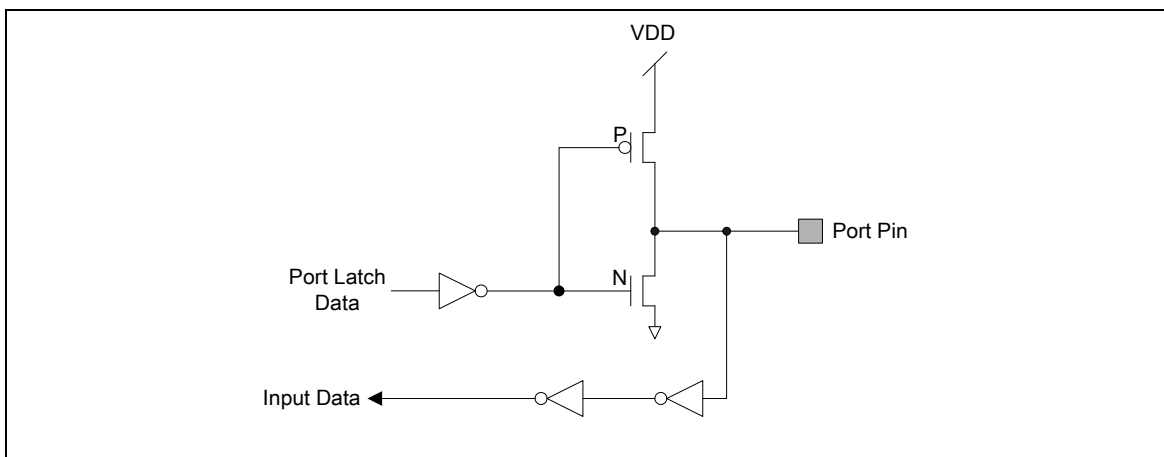 VDD
P
Port Pin
N
Port Latch
Data
Input Data